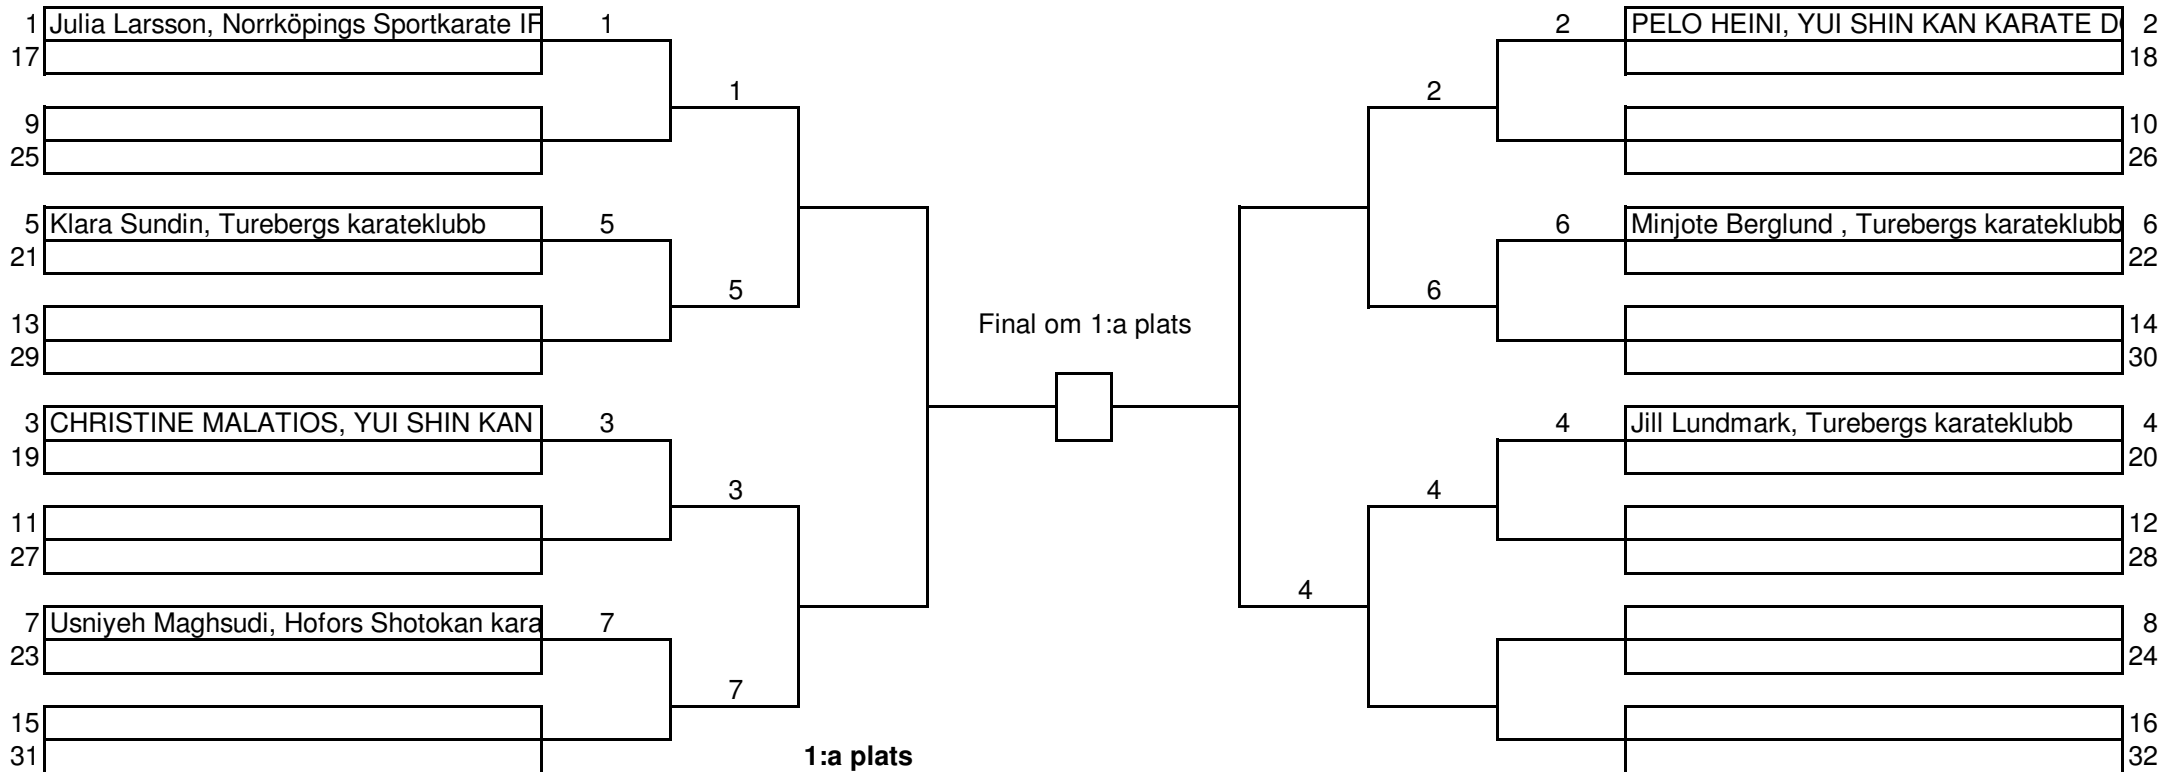 1 Julia Larsson, Norrköpings Sportkarate IF 1 2 PELO HEINI, YUI SHIN KAN KARATE DO 2
17 18
1 2
9 10
25 26
5 Klara Sundin, Turebergs karateklubb 5 6 Minjote Berglund , Turebergs karateklubb 6
21 22
5 6
13 Final om 1:a plats 14
29 30
3 CHRISTINE MALATIOS, YUI SHIN KAN 3 4 Jill Lundmark, Turebergs karateklubb 4
19 20
3 4
11 12
27 28
4
7 Usniyeh Maghsudi, Hofors Shotokan kara 7 8
23 24
7
15 16
31 1:a plats 32